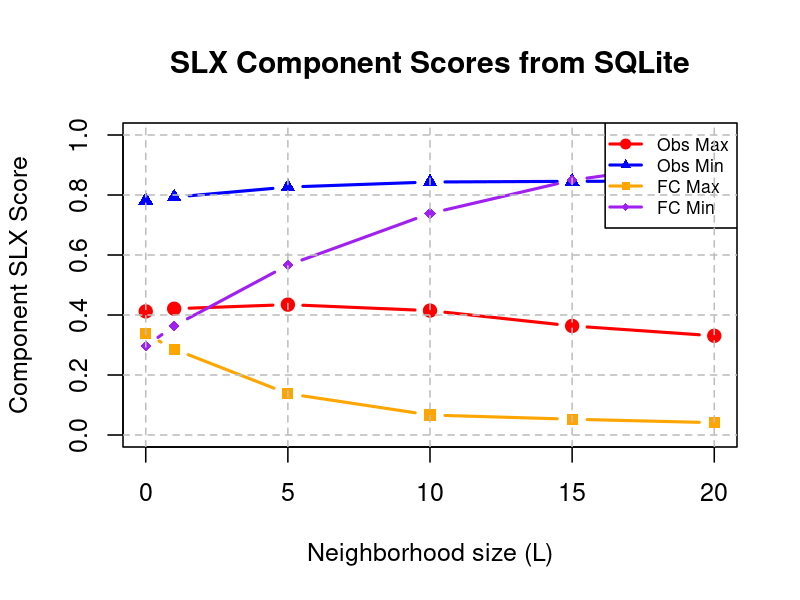 SLX Component Scores from SQLite
Component SLX Score
1.0
0.8
0.6
0.4
0.2
0.0
Obs Max
Obs Min
FC Max
FC Min
0 5 10 15 20
Neighborhood size (L)